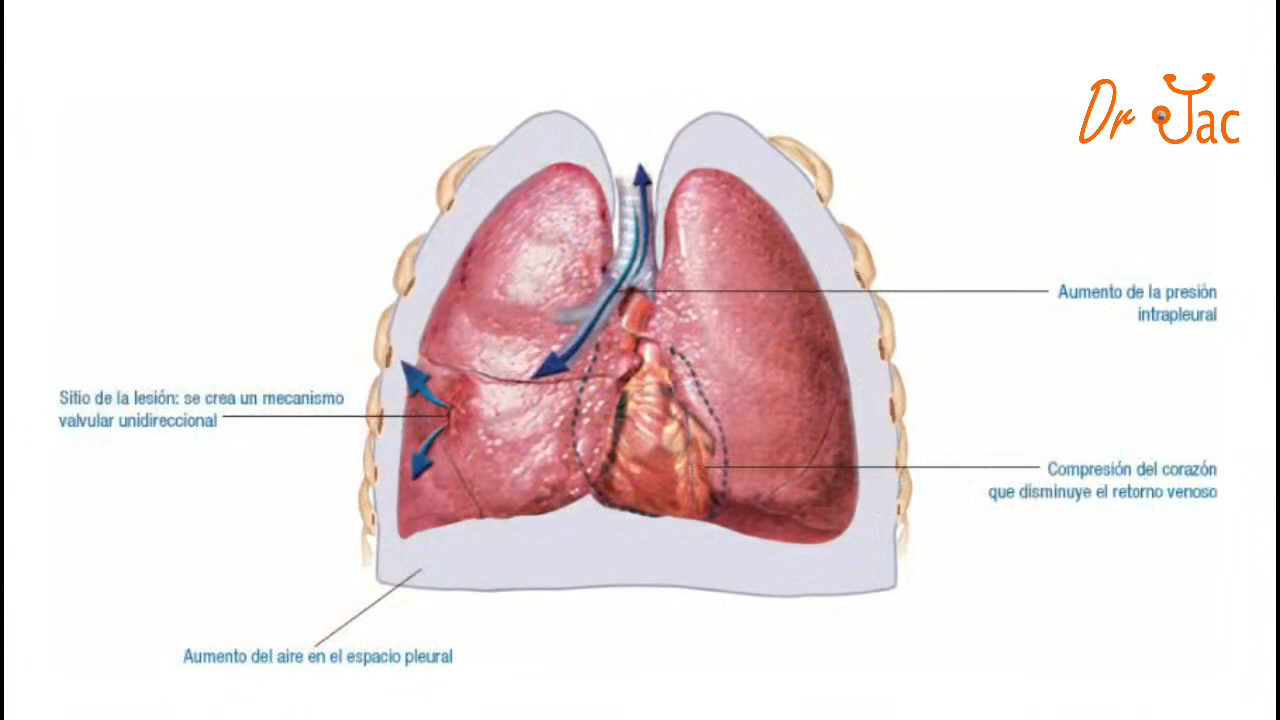 Dr Jac
Aumento de la presión
intrapleural
Sitio de la lesión: se crea un mecanismo
valvular unidireccional
Compresión del corazón
que disminuye el retorno venoso
Aumento del aire en el espacio pleural